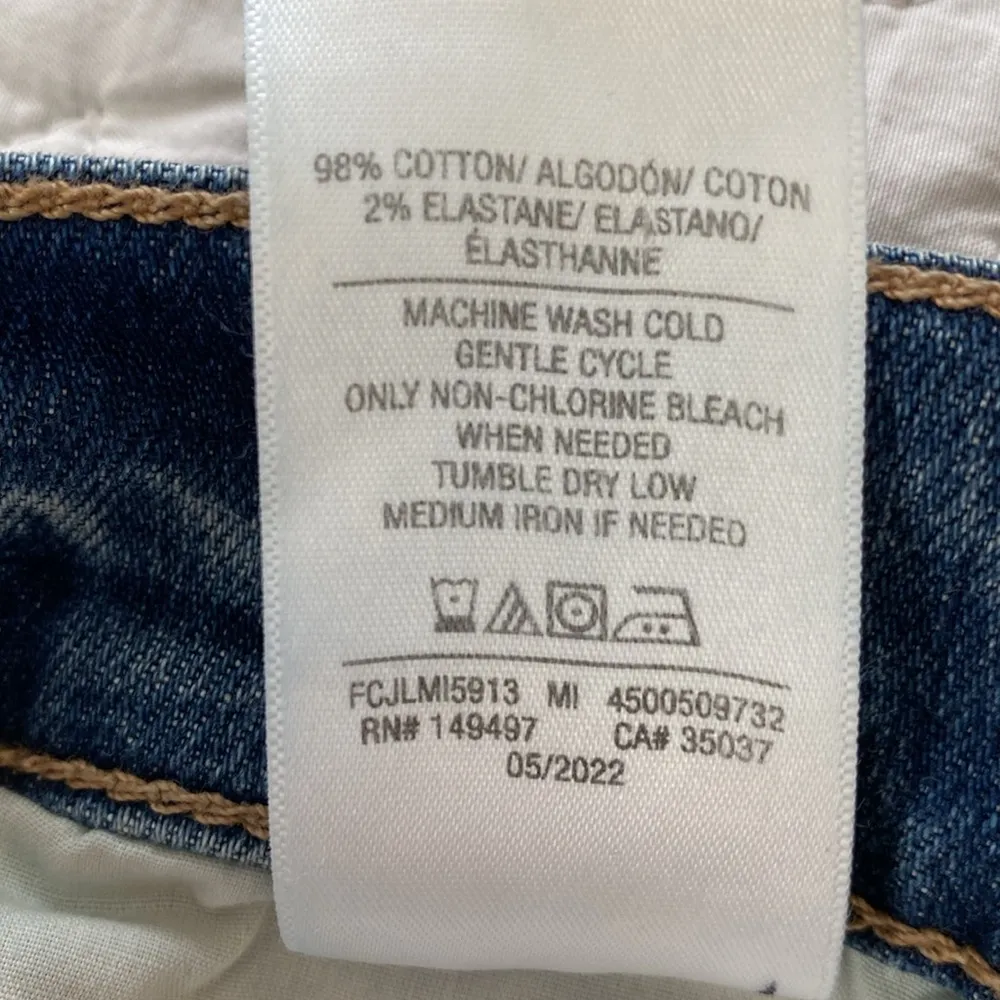 98% COTTON/ ALGODÓN/ COTON
2% ELASTANE/ ELASTANO/
ÉLASTHANNE
MACHINE WASH COLD
GENTLE CYCLE
ONLY NON-CHLORINE BLEACH
WHEN NEEDED
TUMBLE DRY LOW
MEDIUM IRON IF NEEDED
FCJLMI5913 MI 4500509732
RN# 149497 CA# 35037
05/2022